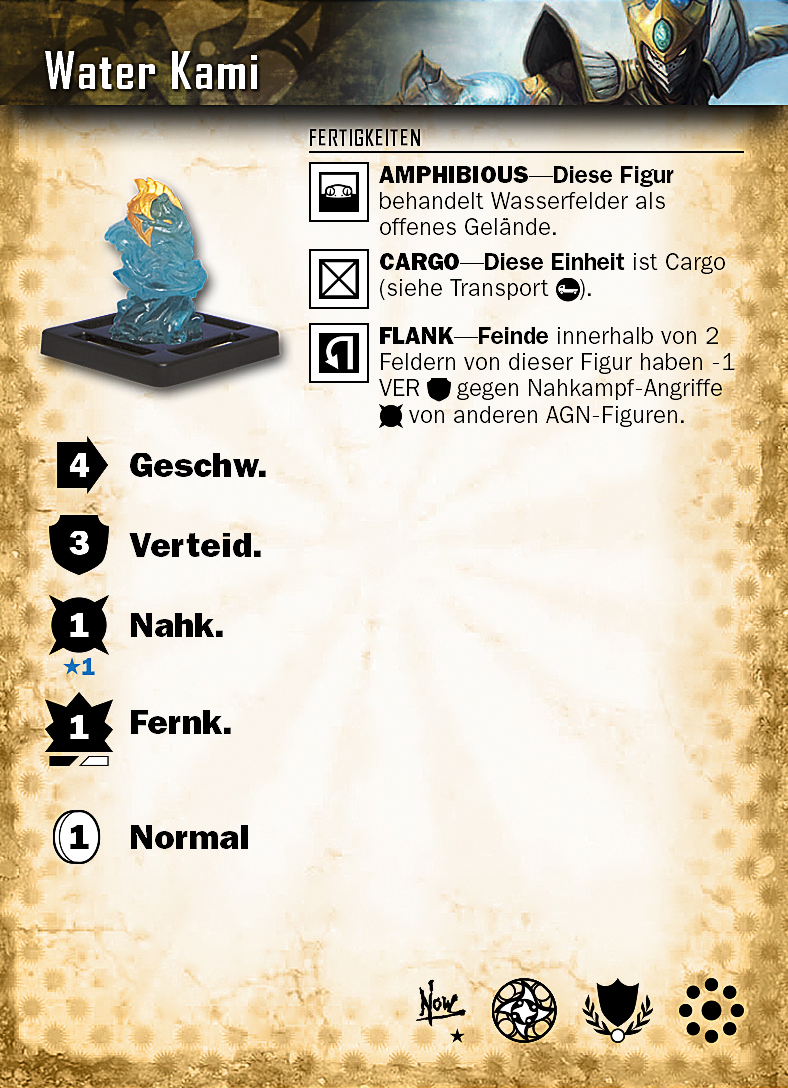 Water Kami
FERTIGKEITEN
AMPHIBIOUS—Diese Figur
behandelt Wasserfelder als
offenes Gelände.
CARGO—Diese Einheit ist Cargo
(siehe Transport ).
FLANK—Feinde innerhalb von 2
Feldern von dieser Figur haben -1
VER gegen Nahkampf-Angriffe
von anderen AGN-Figuren.
4 Geschw.
3 Verteid.
1 Nahk.
★1
1 Fernk.
1 Normal
Now